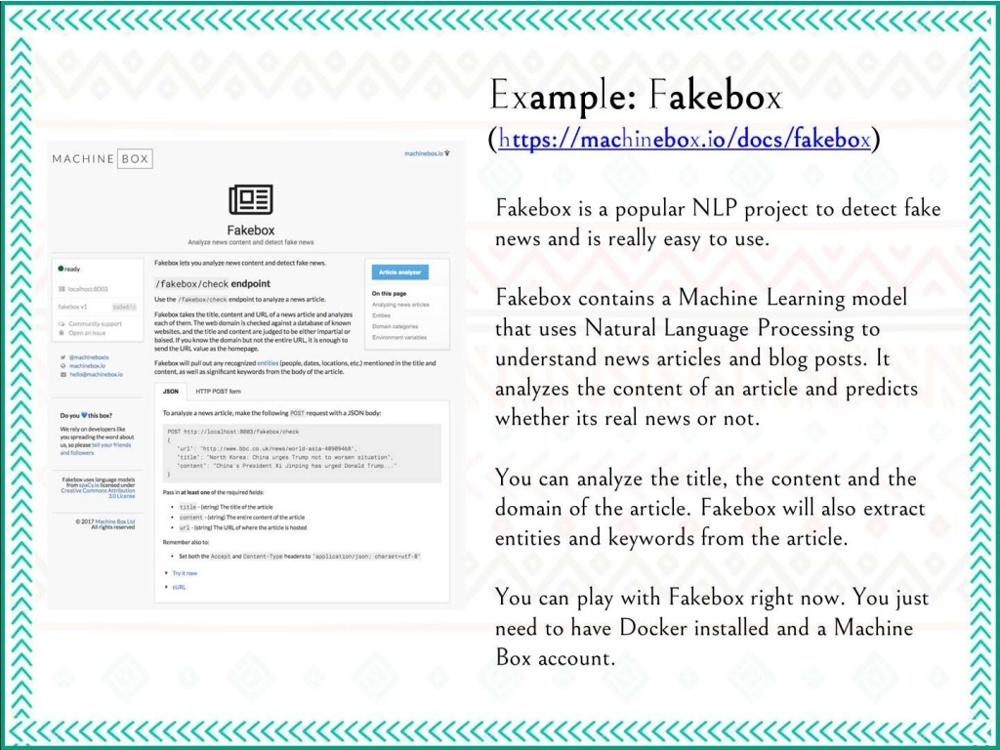 Example: Fakebox
(https://machinebox.io/docs/fakebox)
Fakebox is a popular NLP project to detect fake
news and is really easy to use.
Fakebox contains a Machine Learning model
that uses Natural Language Processing to
understand news articles and blog posts. It
analyzes the content of an article and predicts
whether its real news or not.
You can analyze the title, the content and the
domain of the article. Fakebox will also extract
entities and keywords from the article.
You can play with Fakebox right now. You just
need to have Docker installed and a Machine
Box account.
MACHINE BOX
machinebox.io
Fakebox
Analyze news content and detect fake news
ready
localhost:8003
fakebox v1
Community support
Open an issue
@machineboxio
machinebox.io
hello@machinebox.io
Do you this box?
We rely on developers like
you spreading the word about
us, so please tell your friends
and followers
Fakebox uses language models
from spaCy.io licensed under
Creative Commons Attribution
3.0 License
© 2017 Machine Box Ltd
All rights reserved
Fakebox lets you analyze news content and detect fake news.
/fakebox/check endpoint
Use the /fakebox/check endpoint to analyze a news article.
Fakebox takes the title, content and URL of a news article and analyzes
each of them. The web domain is checked against a database of known
websites, and the title and content are judged to be either impartial or
baised. If you know the domain but not the entire URL, it is enough to
send the URL value as the homepage.
Fakebox will pull out any recognized entities (people, dates, locations, etc.) mentioned in the title and
content, as well as significant keywords from the body of the article.
JSON HTTP POST form
To analyze a news article, make the following POST request with a JSON body:
POST http://localhost:8003/fakebox/check
{
"url": "http://www.bbc.co.uk/news/world-asia-40909468",
"title": "North Korea: China urges Trump not to worsen situation",
"content": "China's President Xi Jinping has urged Donald Trump..."
}
Pass in at least one of the required fields:
• title - (string) The title of the article
• content - (string) The entire content of the article
• url - (string) The URL of where the article is hosted
Remember also to:
• Set both the Accept and Content-Type headers to "application/json; charset=utf-8"
Try it now
cURL
Article analyzer
On this page
Analyzing news articles
Entities
Domain categories
Environment variables